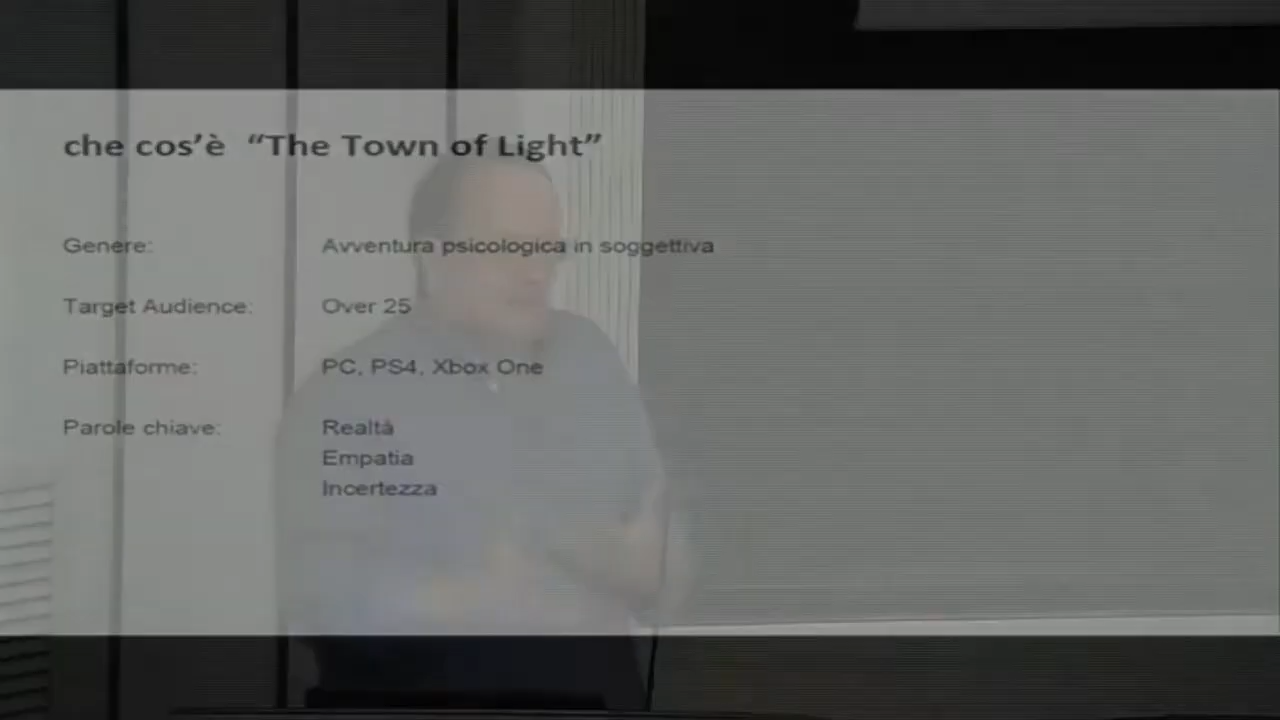 che cos'è “The Town of Light”
Genere: Avventura psicologica in soggettiva
Target Audience: Over 25
Piattaforme: PC, PS4, Xbox One
Parole chiave: Realtà
Empatia
Incertezza